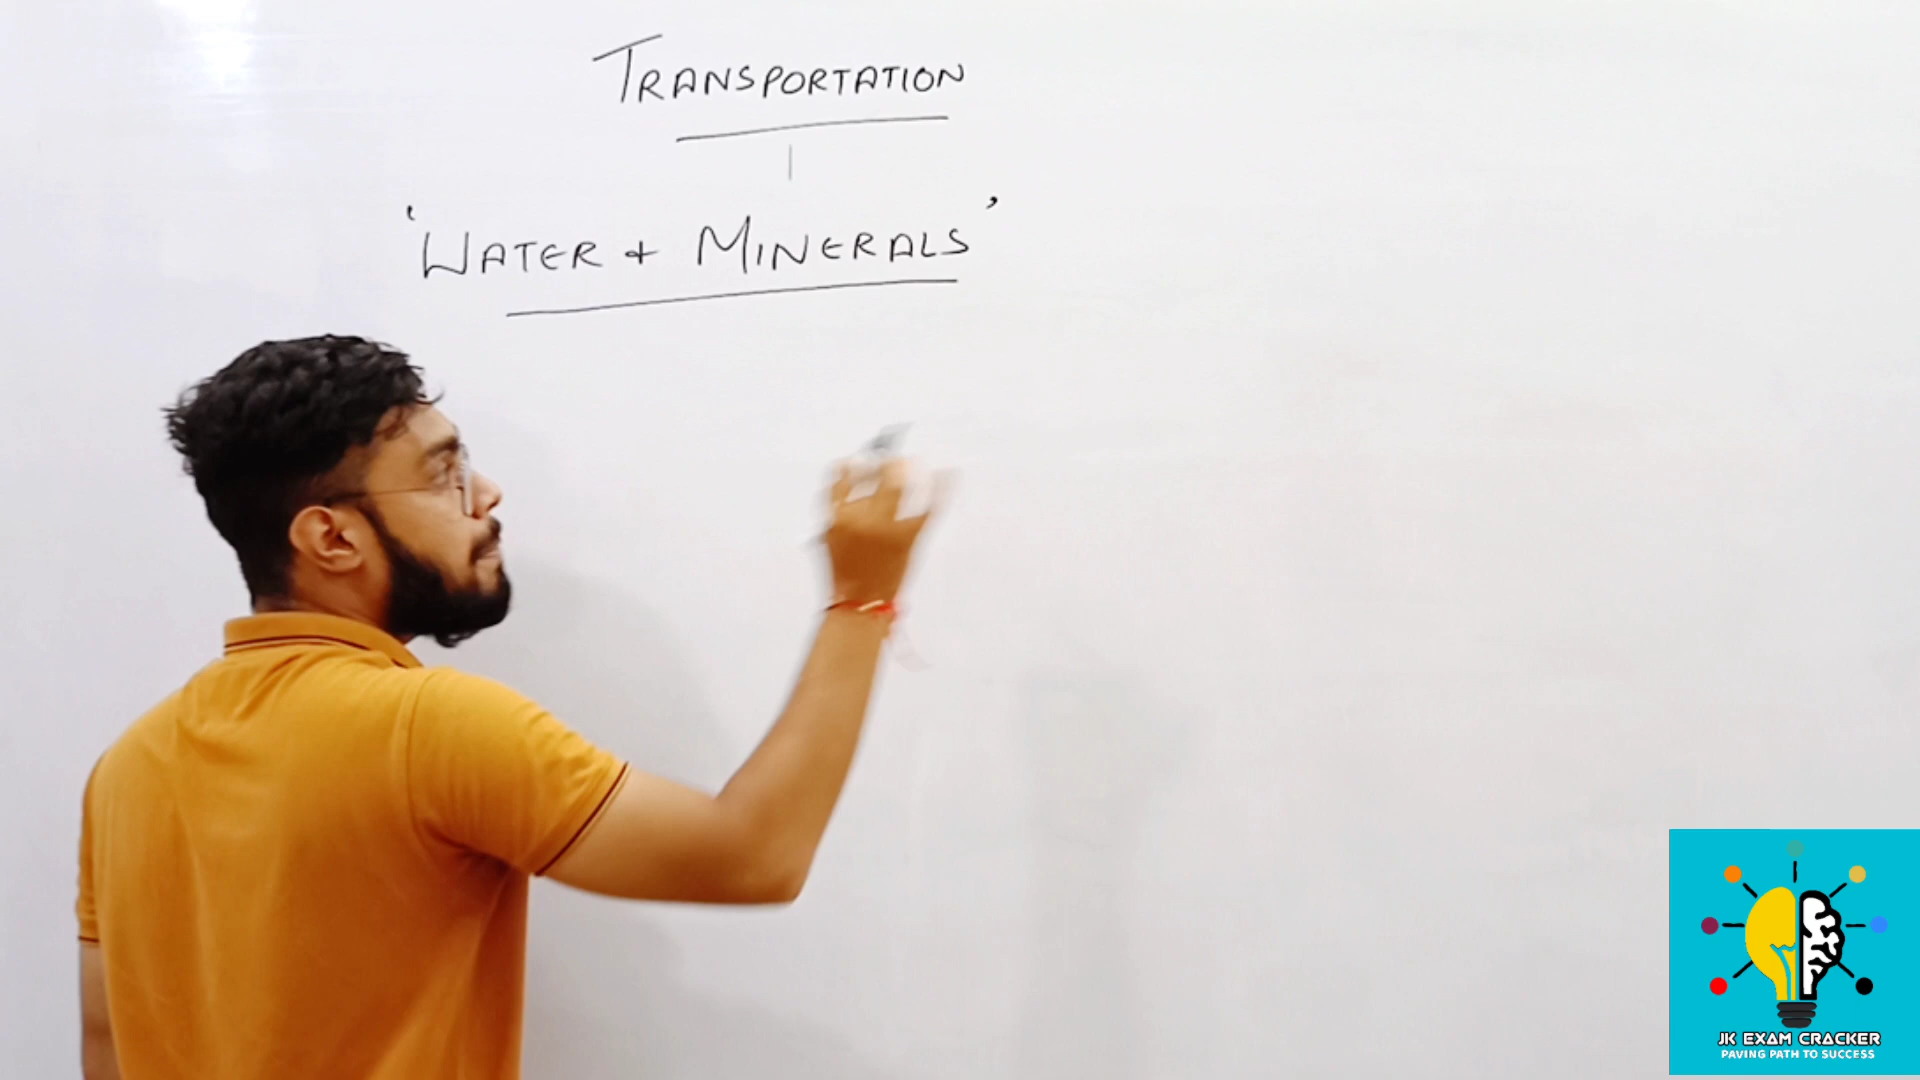 TRANSPORTATION
'WATER + MINERALS'
JK EXAM CRACKER
PAVING PATH TO SUCCESS